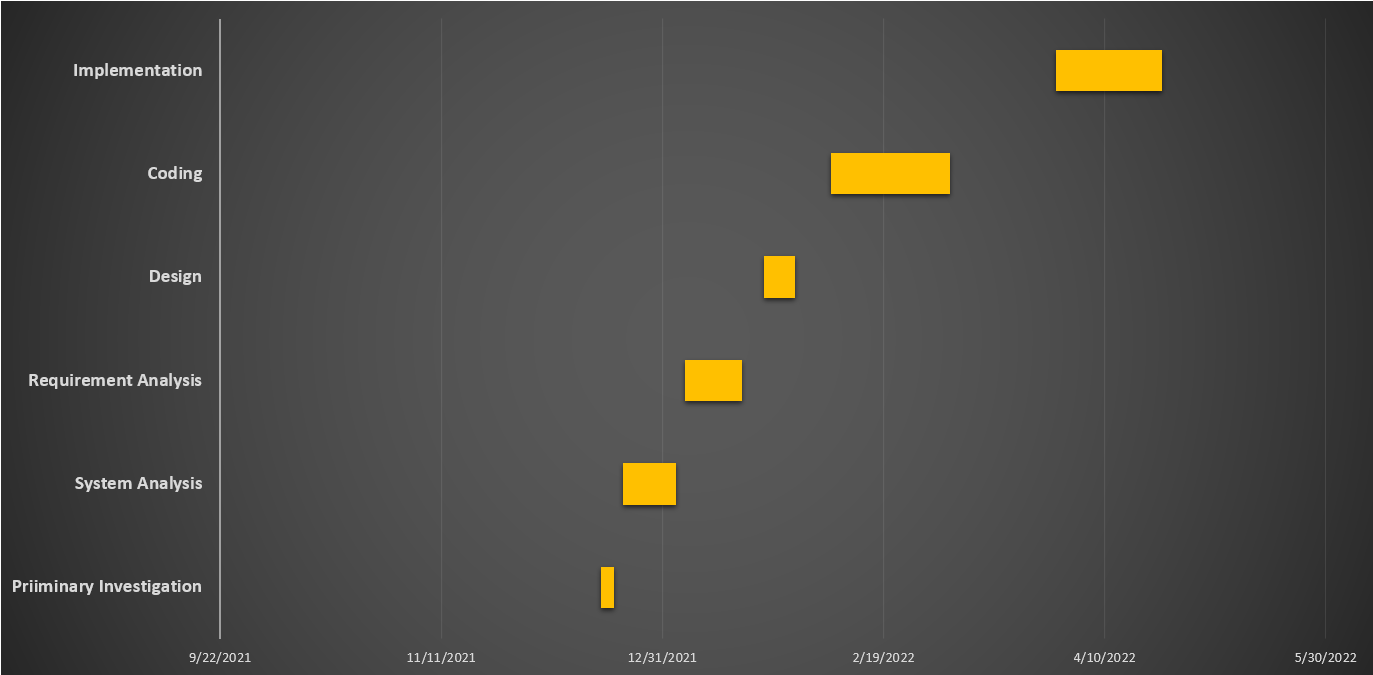 Implementation
Coding
Design
Requirement Analysis
System Analysis
Priiminary Investigation
9/22/2021 11/11/2021 12/31/2021 2/19/2022 4/10/2022 5/30/2022